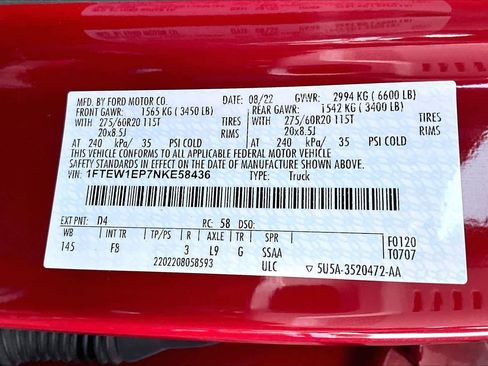 MFD. BY FORD MOTOR CO. DATE: 08/22 GVWR: 2994 KG (6600 LB)
FRONT GAWR: 1565 KG (3450 LB) REAR GAWR: 1542 KG (3400 LB)
WITH 275/60R20 115T TIRES WITH 275/60R20 115T TIRES
20x8.5J RIMS 20x8.5J RIMS
AT 240 kPa/ 35 PSI COLD AT 240 kPa/ 35 PSI COLD
THIS VEHICLE CONFORMS TO ALL APPLICABLE FEDERAL MOTOR VEHICLE
SAFETY STANDARDS IN EFFECT ON THE DATE OF MANUFACTURE SHOWN ABOVE.
VIN: 1FTEW1EP7NKE58436 TYPE: Truck
EXT PNT: D4 RC: 58 DSO: F0120
WB TP/PS R AXLE TR SPR T0707
145 FB 3 L9 G SSAA
2202208058593 ULC 5U5A-3520472-AA